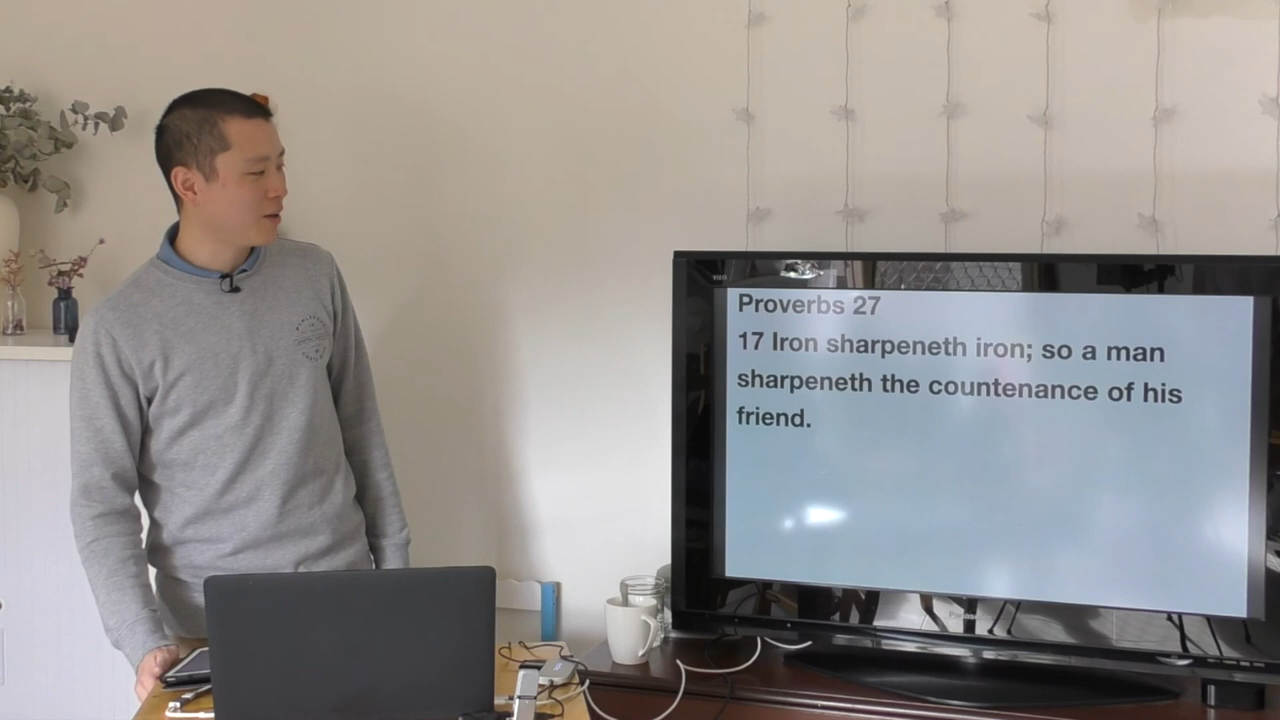 Proverbs 27
17 Iron sharpeneth iron; so a man
sharpeneth the countenance of his
friend.